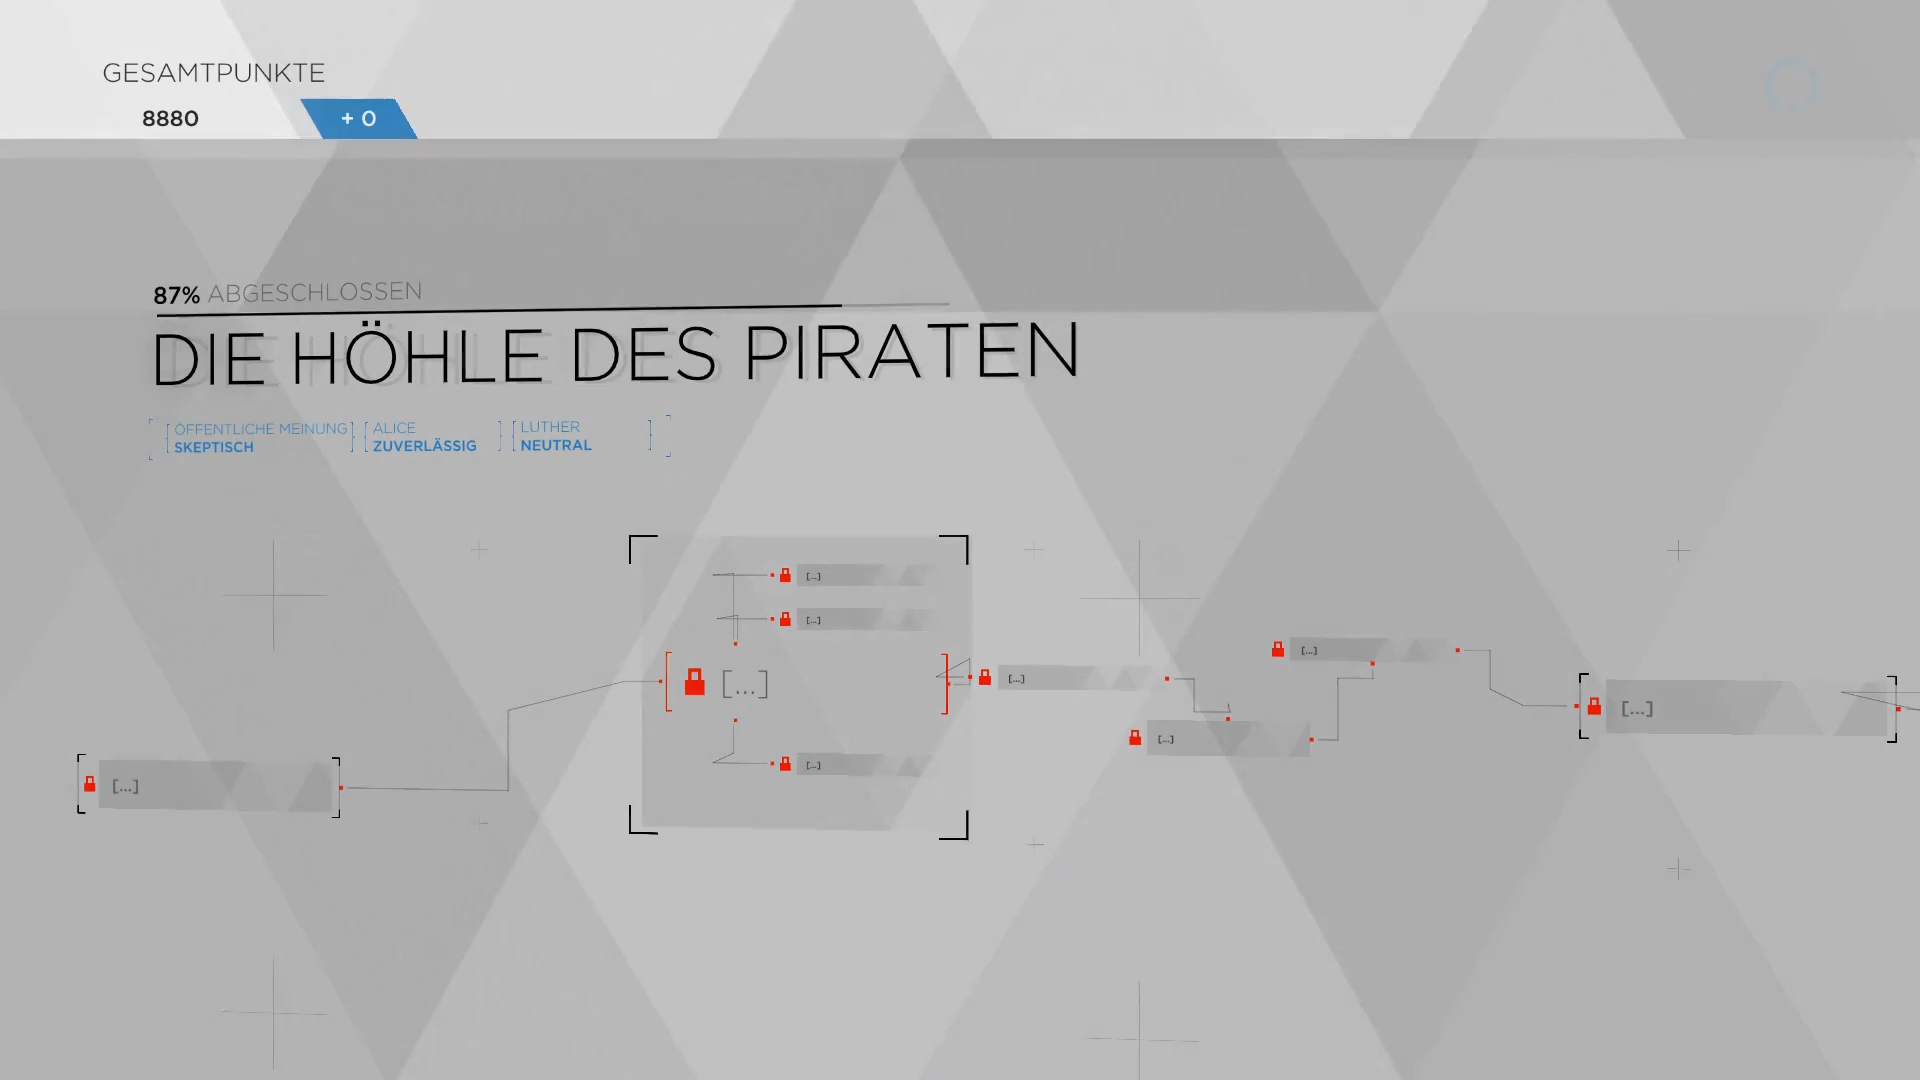 GESAMTPUNKTE
8880
+ 0
87% ABGESCHLOSSEN
DIE HÖHLE DES PIRATEN
ÖFFENTLICHE MEINUNG
SKEPTISCH
ALICE
ZUVERLÄSSIG
LUTHER
NEUTRAL
[...]
[...]
[...]
[...]
[...]
[...]
[...]
[...]
[...]